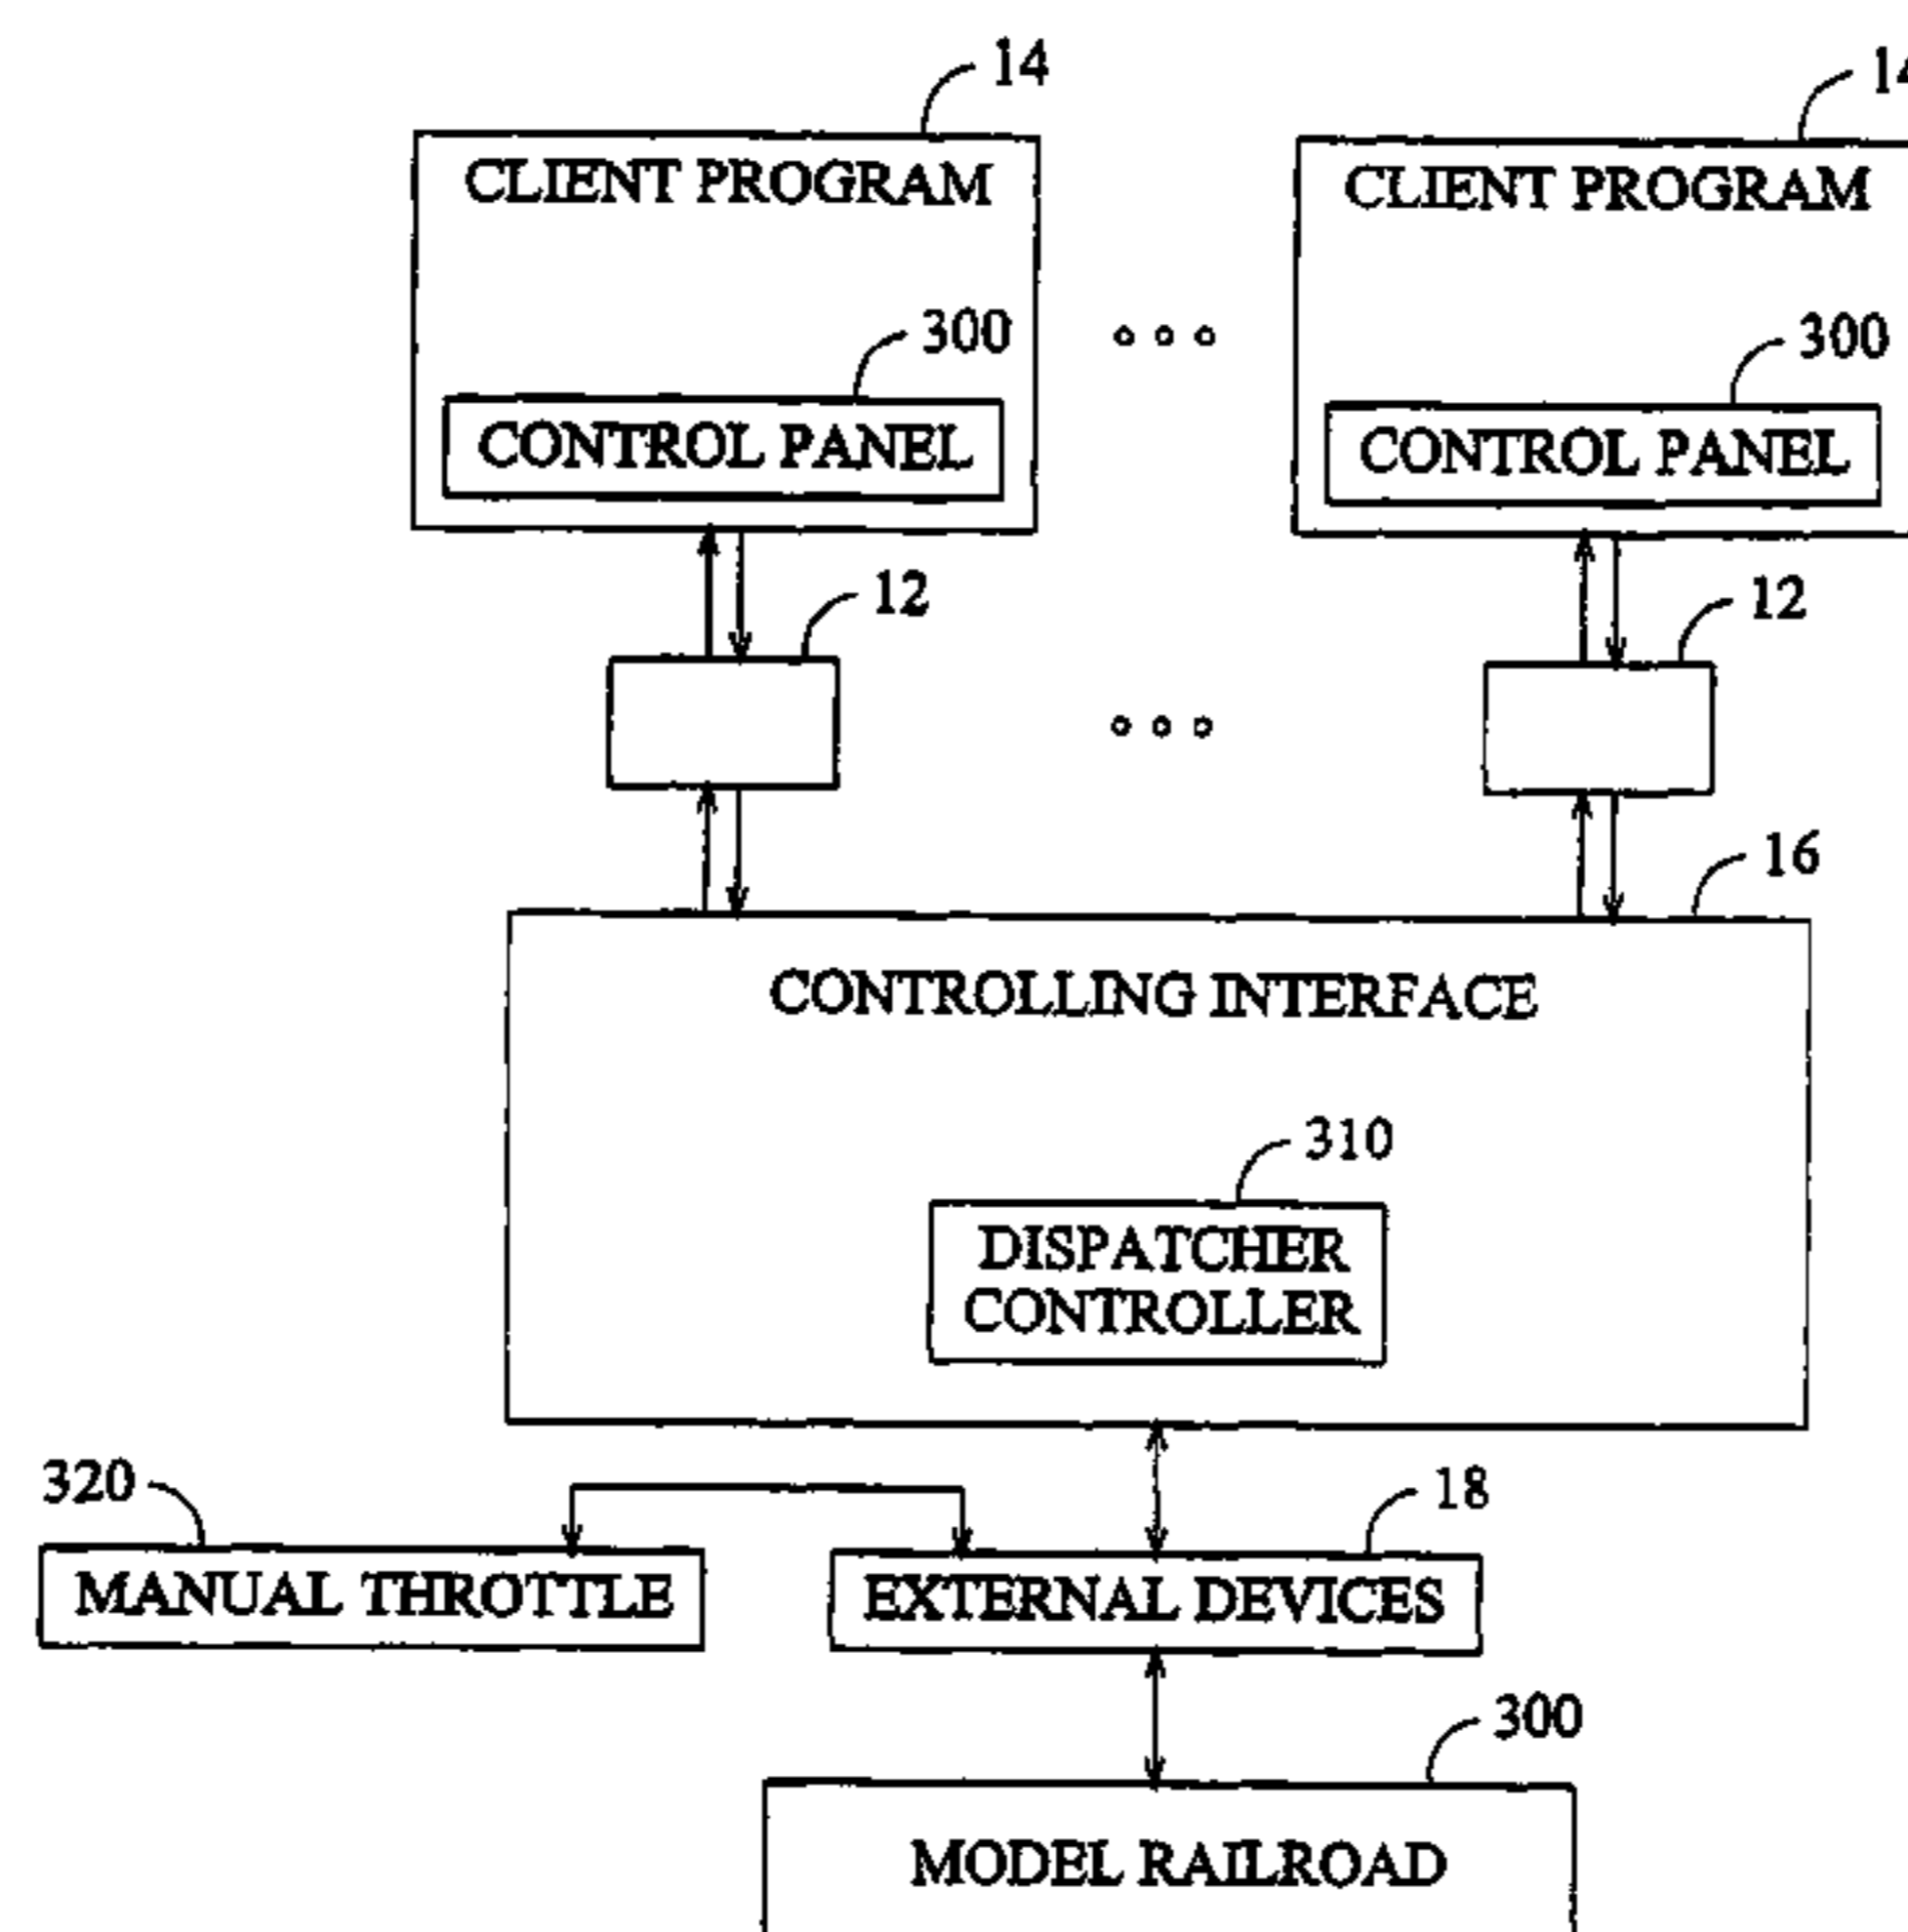 14
14
CLIENT PROGRAM
CLIENT PROGRAM
300
300
CONTROL PANEL
CONTROL PANEL
12
12
16
CONTROLLING INTERFACE
310
DISPATCHER
CONTROLLER
320
18
MANUAL THROTTLE
EXTERNAL DEVICES
300
MODEL RAILROAD